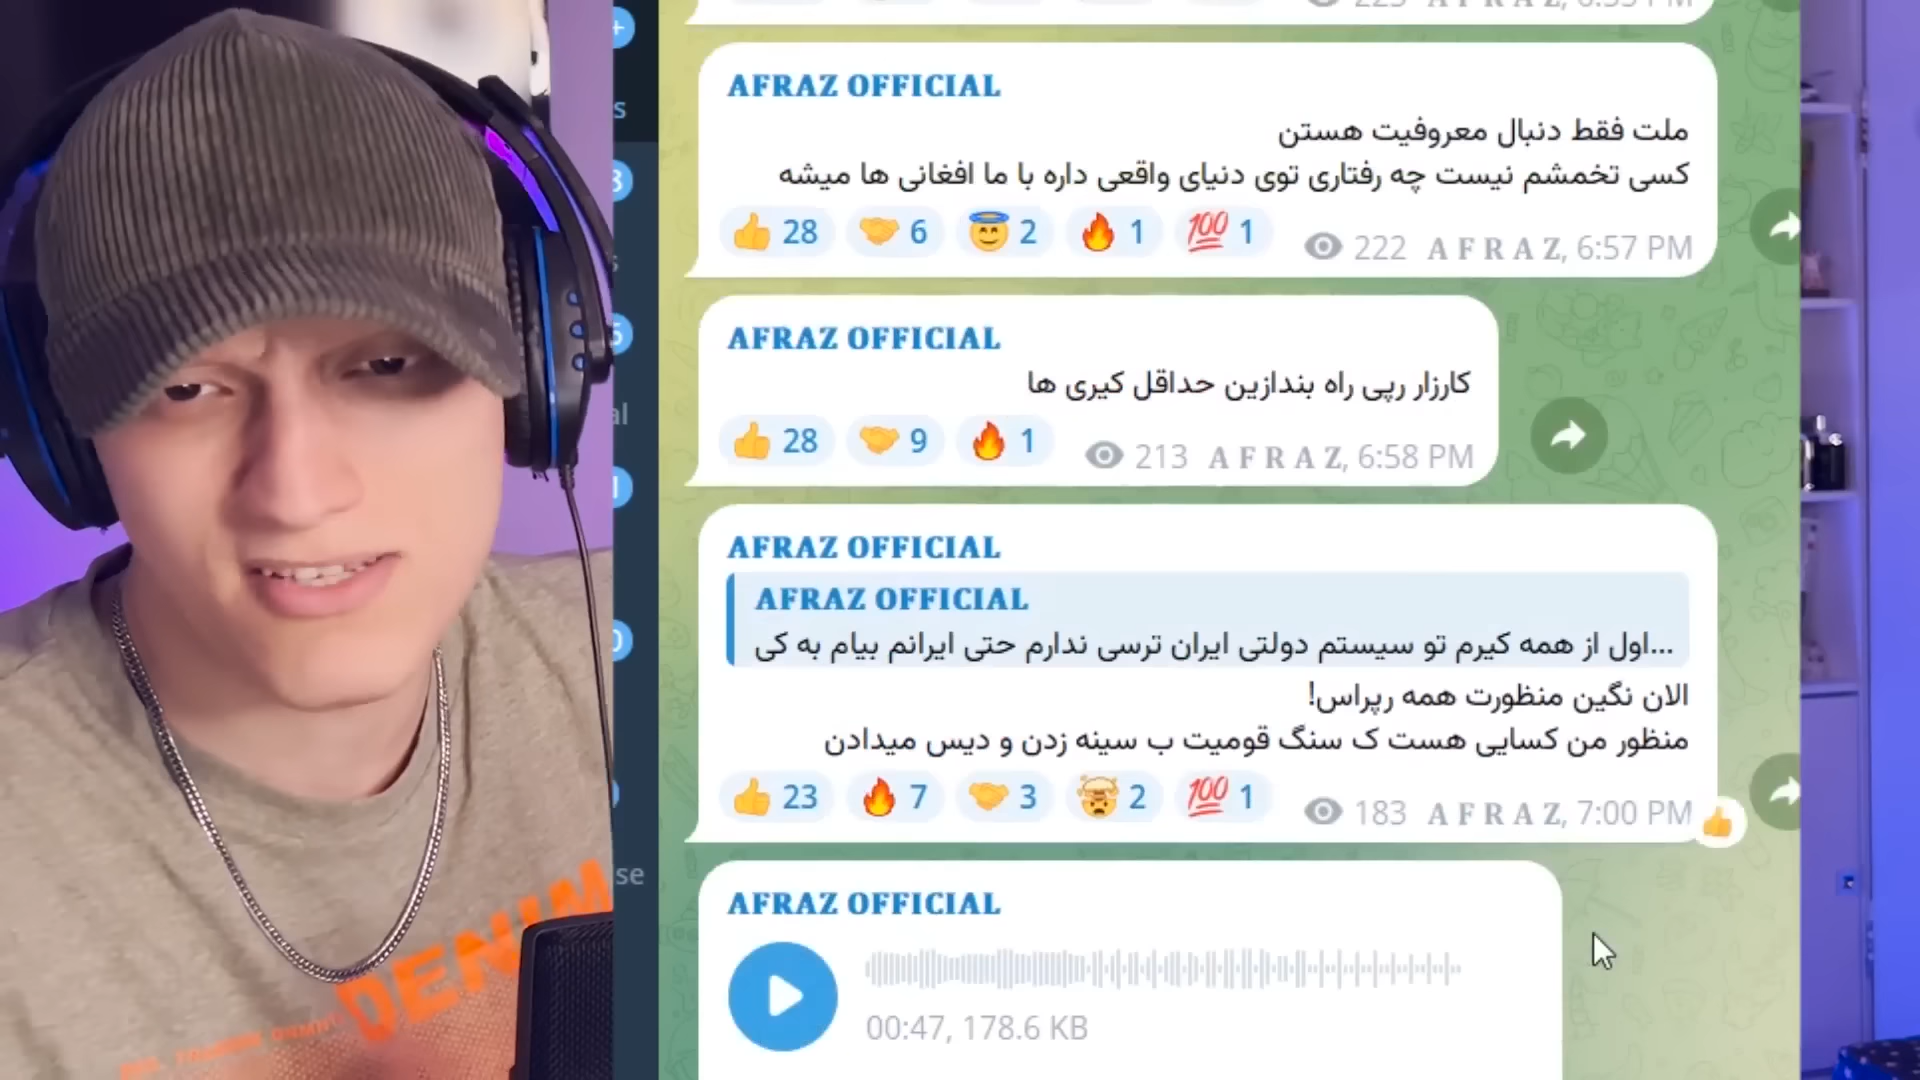 AFRAZ OFFICIAL
ملت فقط دنبال معروفیت هستن
کسی تخمشم نیست چه رفتاری توی دنیای واقعی داره با ما افغانی ها میشه
28 6 2 1 1 222 AFRAZ, 6:57 PM
AFRAZ OFFICIAL
کارزار رپی راه بندازین حداقل کیری ها
28 9 1 213 AFRAZ, 6:58 PM
AFRAZ OFFICIAL
AFRAZ OFFICIAL
اول از همه کیرم تو سیستم دولتی ایران ترسی ندارم حتی ایرانم بیام به کی...
الان نگین منظورت همه رپراس!
منظور من کسایی هست ک سنگ قومیت ب سینه زدن و دیس میدادن
23 7 3 2 1 183 AFRAZ, 7:00 PM
AFRAZ OFFICIAL
00:47, 178.6 KB
DENIM